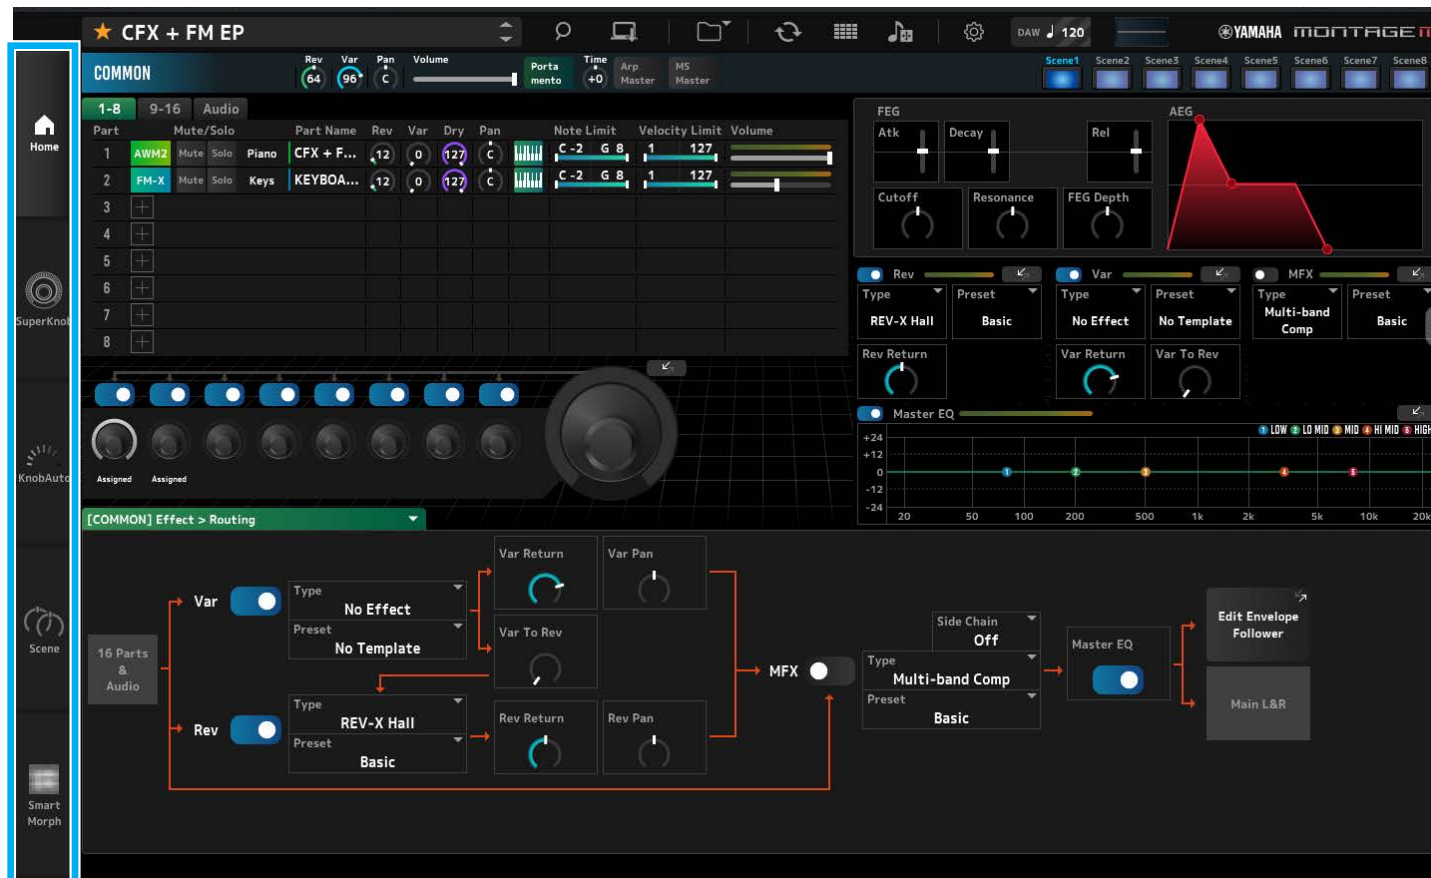 CFX + FM EP
DAW ♩ 120
YAMAHA MONTAGE M
COMMON
Rev 64
Var 96
Pan C
Volume
Porta mento
Time +0
Arp Master
MS Master
Scene1 Scene2 Scene3 Scene4 Scene5 Scene6 Scene7 Scene8
Home
SuperKnob
KnobAuto
Scene
Smart Morph
1-8 9-16 Audio
Part Mute/Solo Part Name Rev Var Dry Pan Note Limit Velocity Limit Volume
1 AWM2 Mute Solo Piano CFX + F... 12 0 127 C C -2 G 8 1 127
2 FM-X Mute Solo Keys KEYBOA... 12 0 127 C C -2 G 8 1 127
3 +
4 +
5 +
6 +
7 +
8 +
Assigned Assigned
FEG
Atk Decay Rel
Cutoff Resonance FEG Depth
AEG
Rev Var MFX
Type Preset Type Preset Type Preset
REV-X Hall Basic No Effect No Template Multi-band Comp Basic
Rev Return Var Return Var To Rev
Master EQ
1 LOW 2 LO MID 3 MID 4 HI MID 5 HIGH
+24
+12
0
-12
-24
1 2 3 4 5
20 50 100 200 500 1k 2k 5k 10k 20k
[COMMON] Effect > Routing
16 Parts
&
Audio
Var
Type
No Effect
Preset
No Template
Var Return
Var Pan
Var To Rev
Rev
Type
REV-X Hall
Preset
Basic
Rev Return
Rev Pan
MFX
Side Chain
Off
Type
Multi-band Comp
Preset
Basic
Master EQ
Edit Envelope
Follower
Main L&R